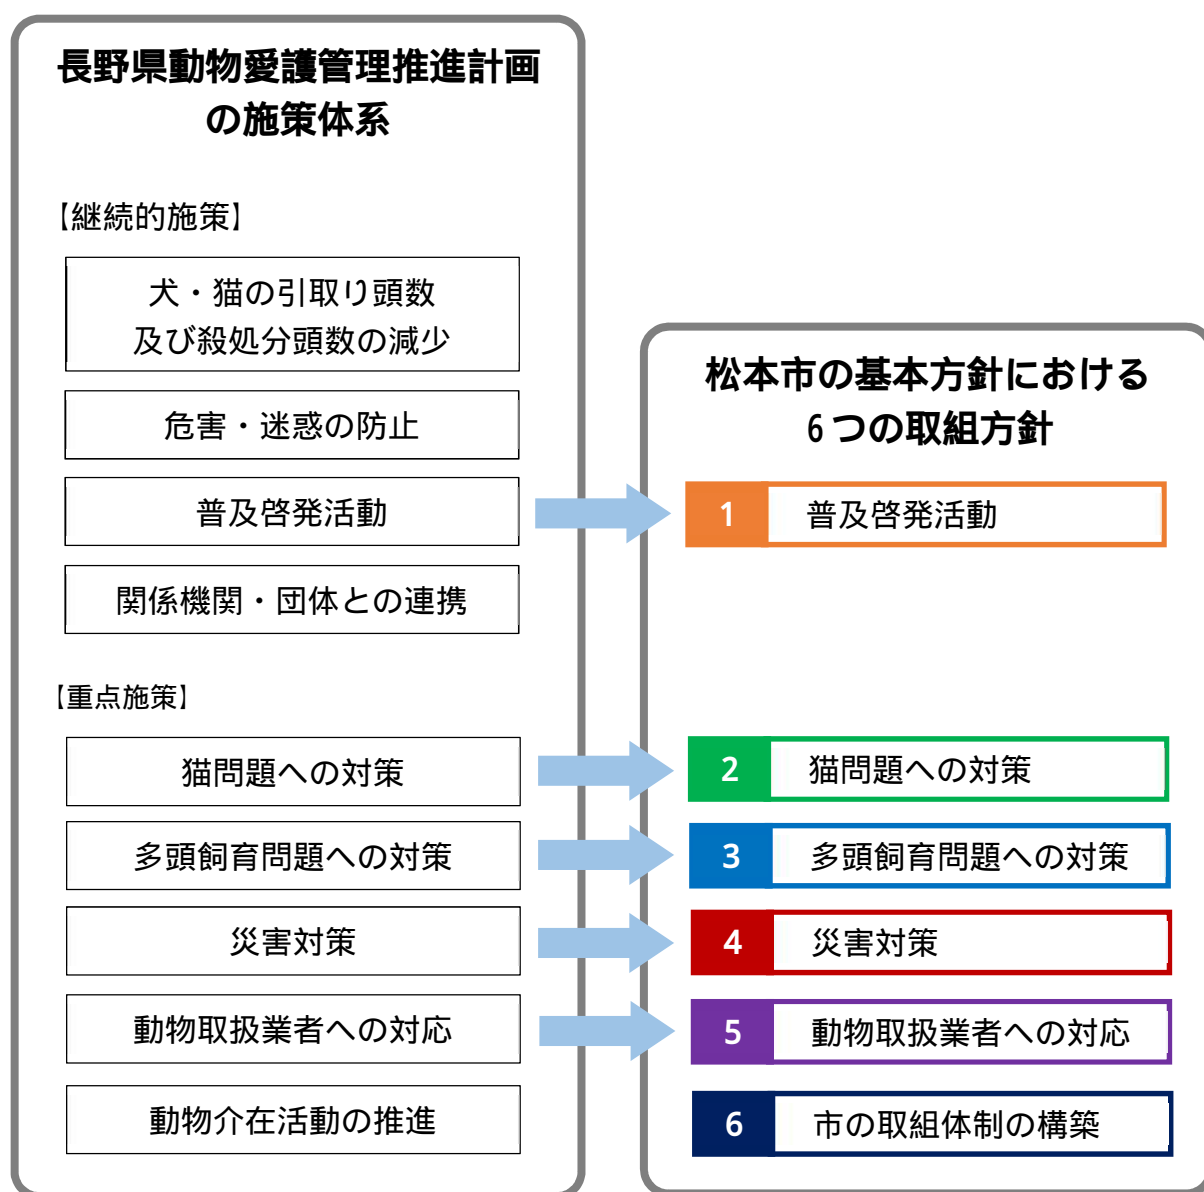 長野県動物愛護管理推進計画
の施策体系
【継続的施策】
犬・猫の引取り頭数
及び殺処分頭数の減少
危害・迷惑の防止
普及啓発活動
関係機関・団体との連携
【重点施策】
猫問題への対策
多頭飼育問題への対策
災害対策
動物取扱業者への対応
動物介在活動の推進
松本市の基本方針における
6つの取組方針
1 普及啓発活動
2 猫問題への対策
3 多頭飼育問題への対策
4 災害対策
5 動物取扱業者への対応
6 市の取組体制の構築